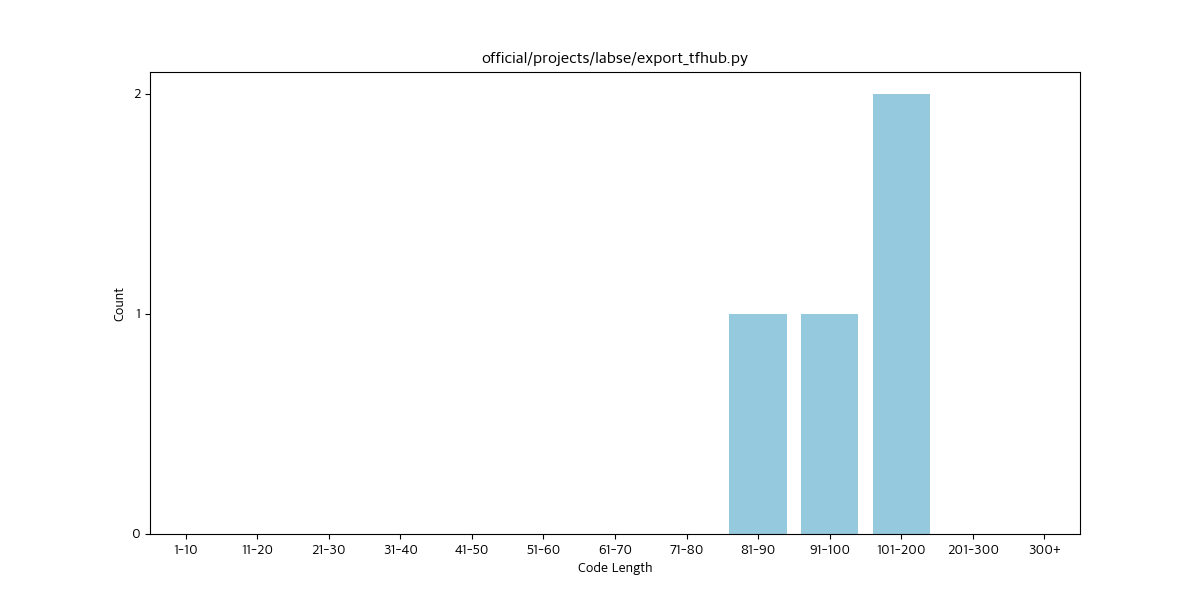 official/projects/labse/export_tfhub.py
2
1
0
Count
1-10 11-20 21-30 31-40 41-50 51-60 61-70 71-80 81-90 91-100 101-200 201-300 300+
Code Length